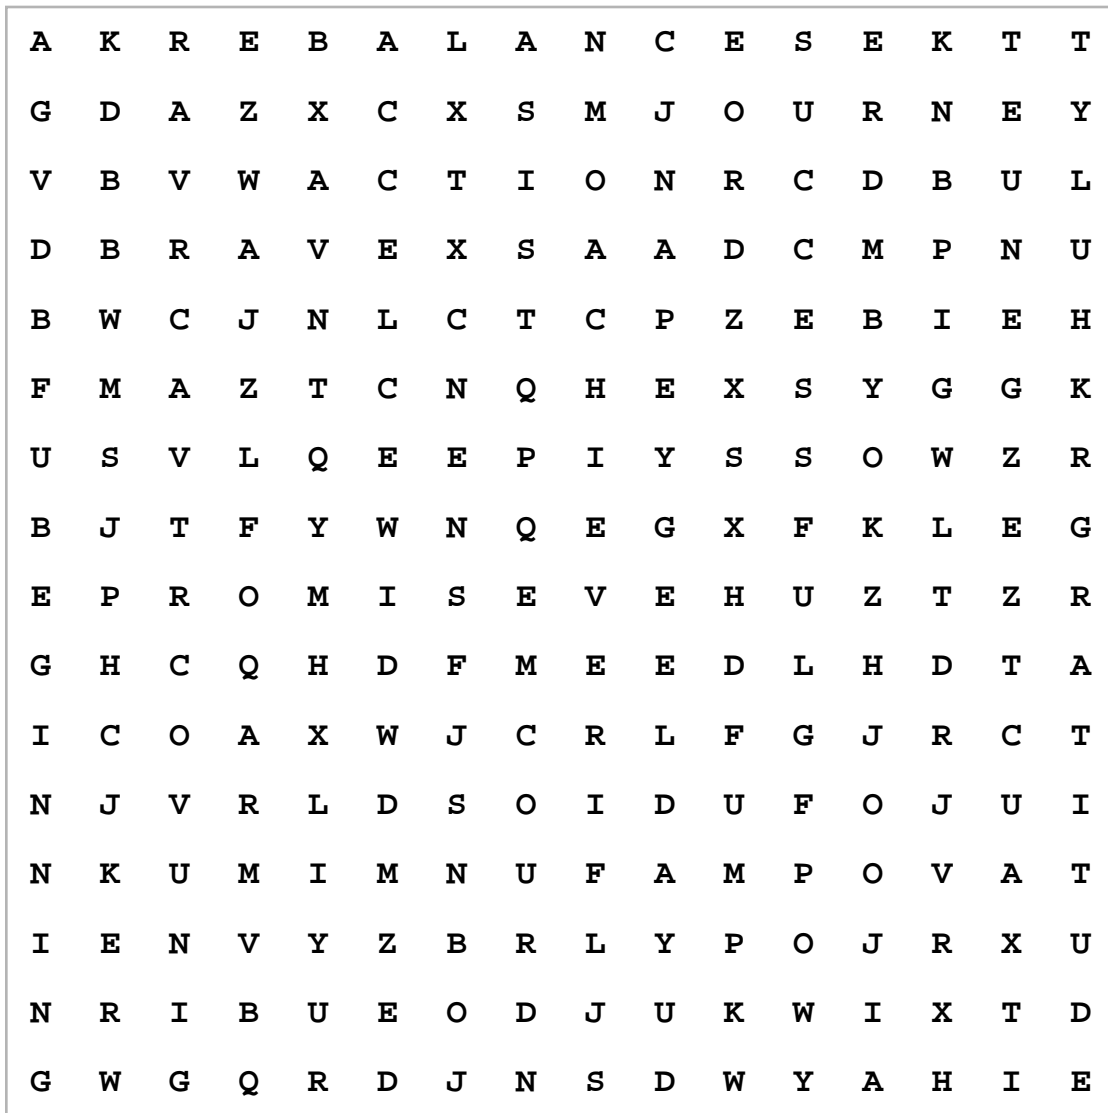 A K R E B A L A N C E S E K T T
G D A Z X C X S M J O U R N E Y
V B V W A C T I O N R C D B U L
D B R A V E X S A A D C M P N U
B W C J N L C T C P Z E B I E H
F M A Z T C N Q H E X S Y G G K
U S V L Q E E P I Y S S O W Z R
B J T F Y W N Q E G X F K L E G
E P R O M I S E V E H U Z T Z R
G H C Q H D F M E E D L H D T A
I C O A X W J C R L F G J R C T
N J V R L D S O I D U F O J U I
N K U M I M N U F A M P O V A T
I E N V Y Z B R L Y P O J R X U
N R I B U E O D J U K W I X T D
G W G Q R D J N S D W Y A H I E